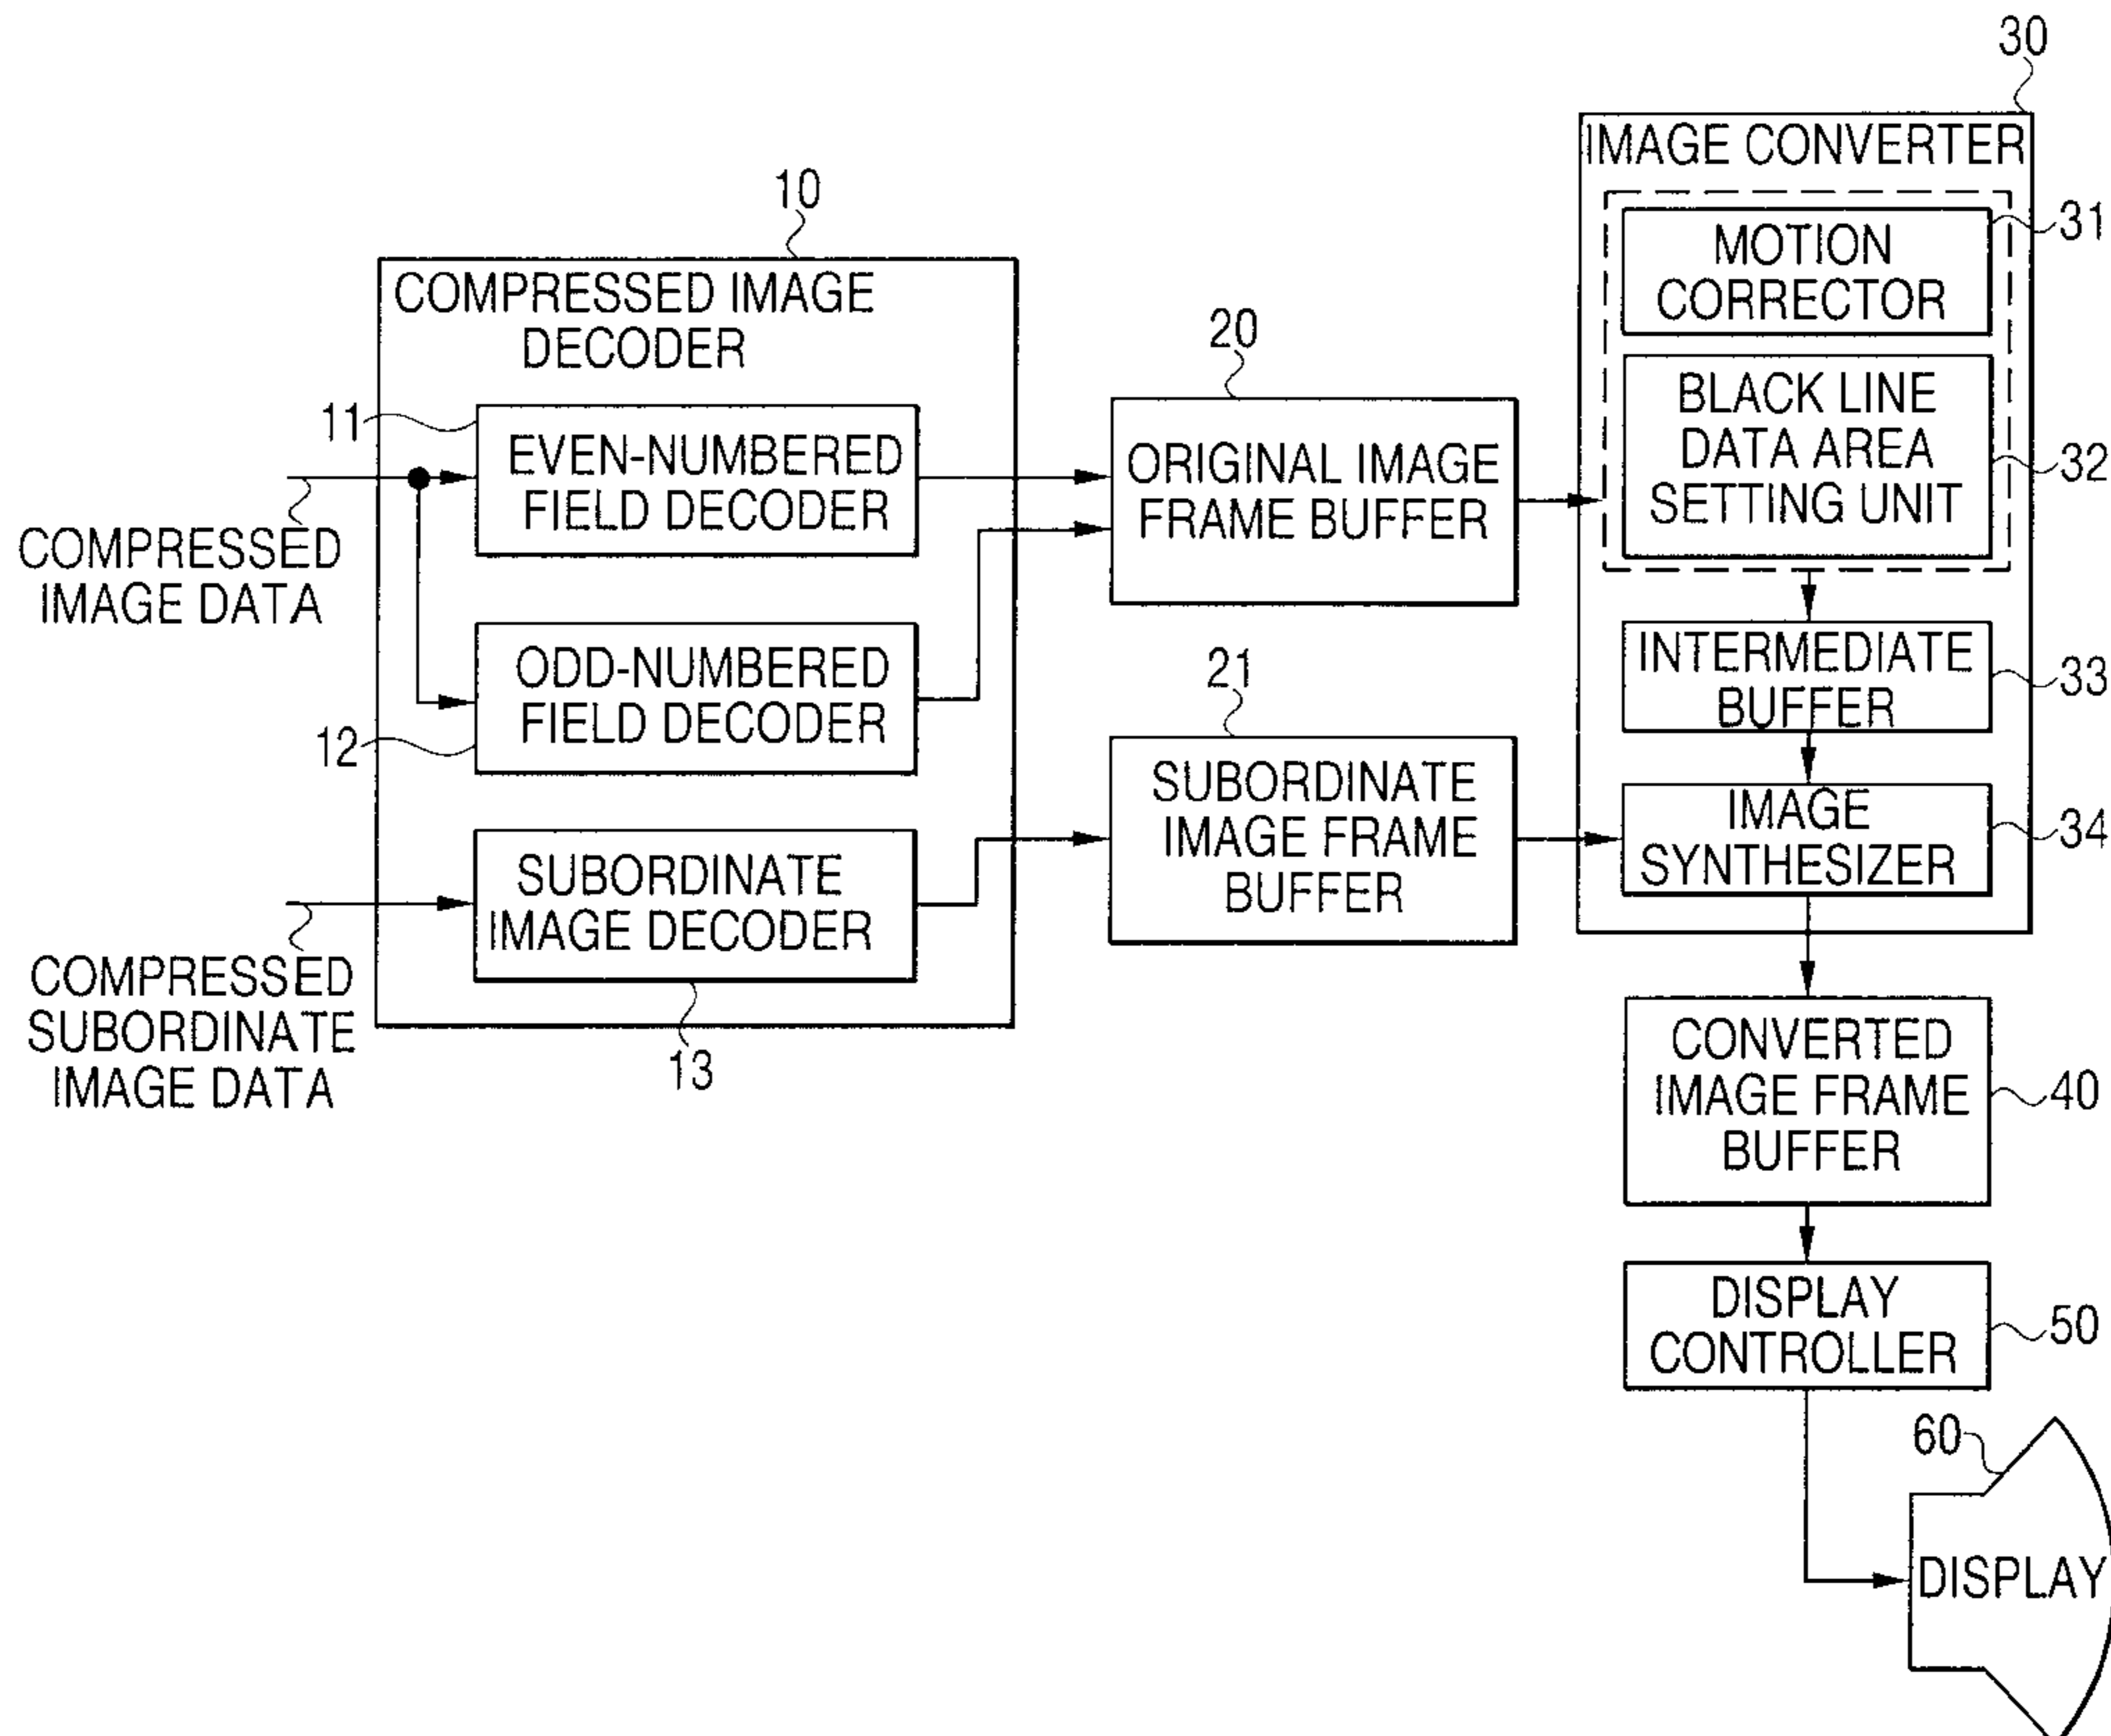 30
IMAGE CONVERTER
31
MOTION
CORRECTOR
BLACK LINE
DATA AREA
SETTING UNIT
32
INTERMEDIATE
BUFFER
33
IMAGE
SYNTHESIZER
34
10
COMPRESSED IMAGE
DECODER
11
EVEN-NUMBERED
FIELD DECODER
COMPRESSED
IMAGE DATA
ODD-NUMBERED
FIELD DECODER
12
SUBORDINATE
IMAGE DECODER
13
COMPRESSED
SUBORDINATE
IMAGE DATA
20
ORIGINAL IMAGE
FRAME BUFFER
21
SUBORDINATE
IMAGE FRAME
BUFFER
CONVERTED
IMAGE FRAME
BUFFER
40
DISPLAY
CONTROLLER
50
60
DISPLAY